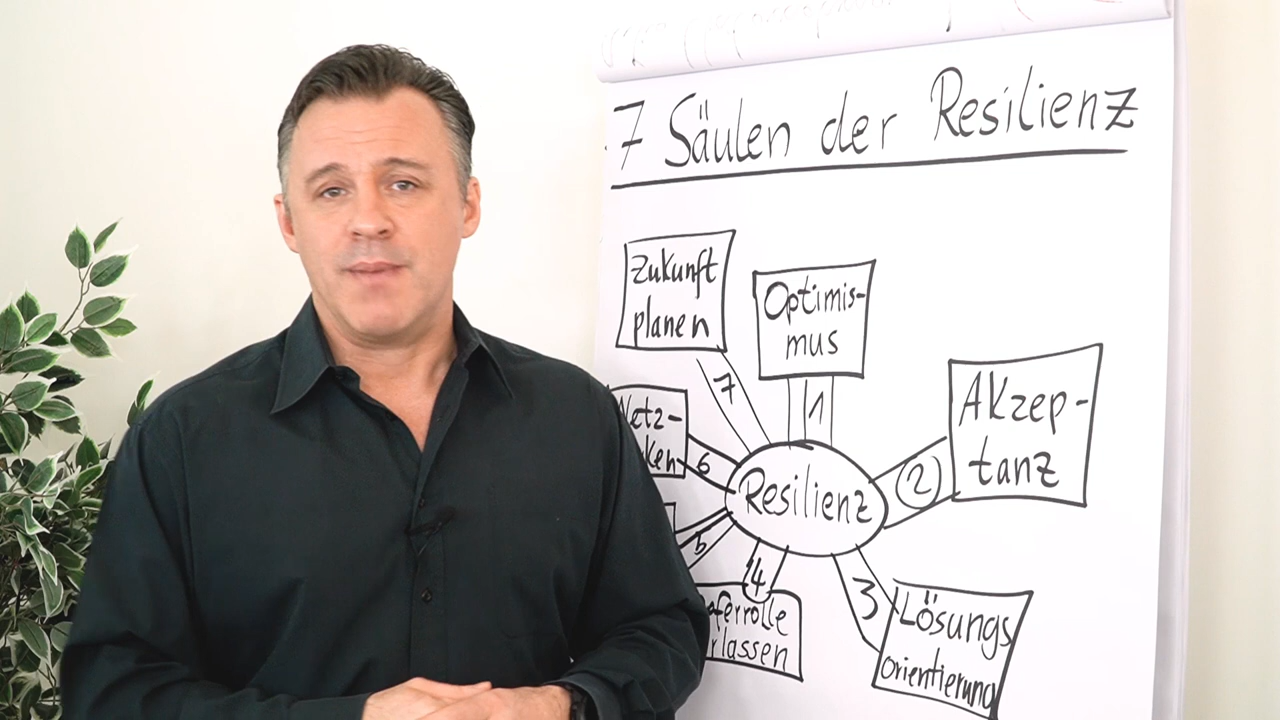 7 Säulen der Resilienz
Zukunft
planen
7
Optimis-
mus
1
Akzep-
tanz
2
Netz-
6
Resilienz
4
3
Lösungs
orientierung